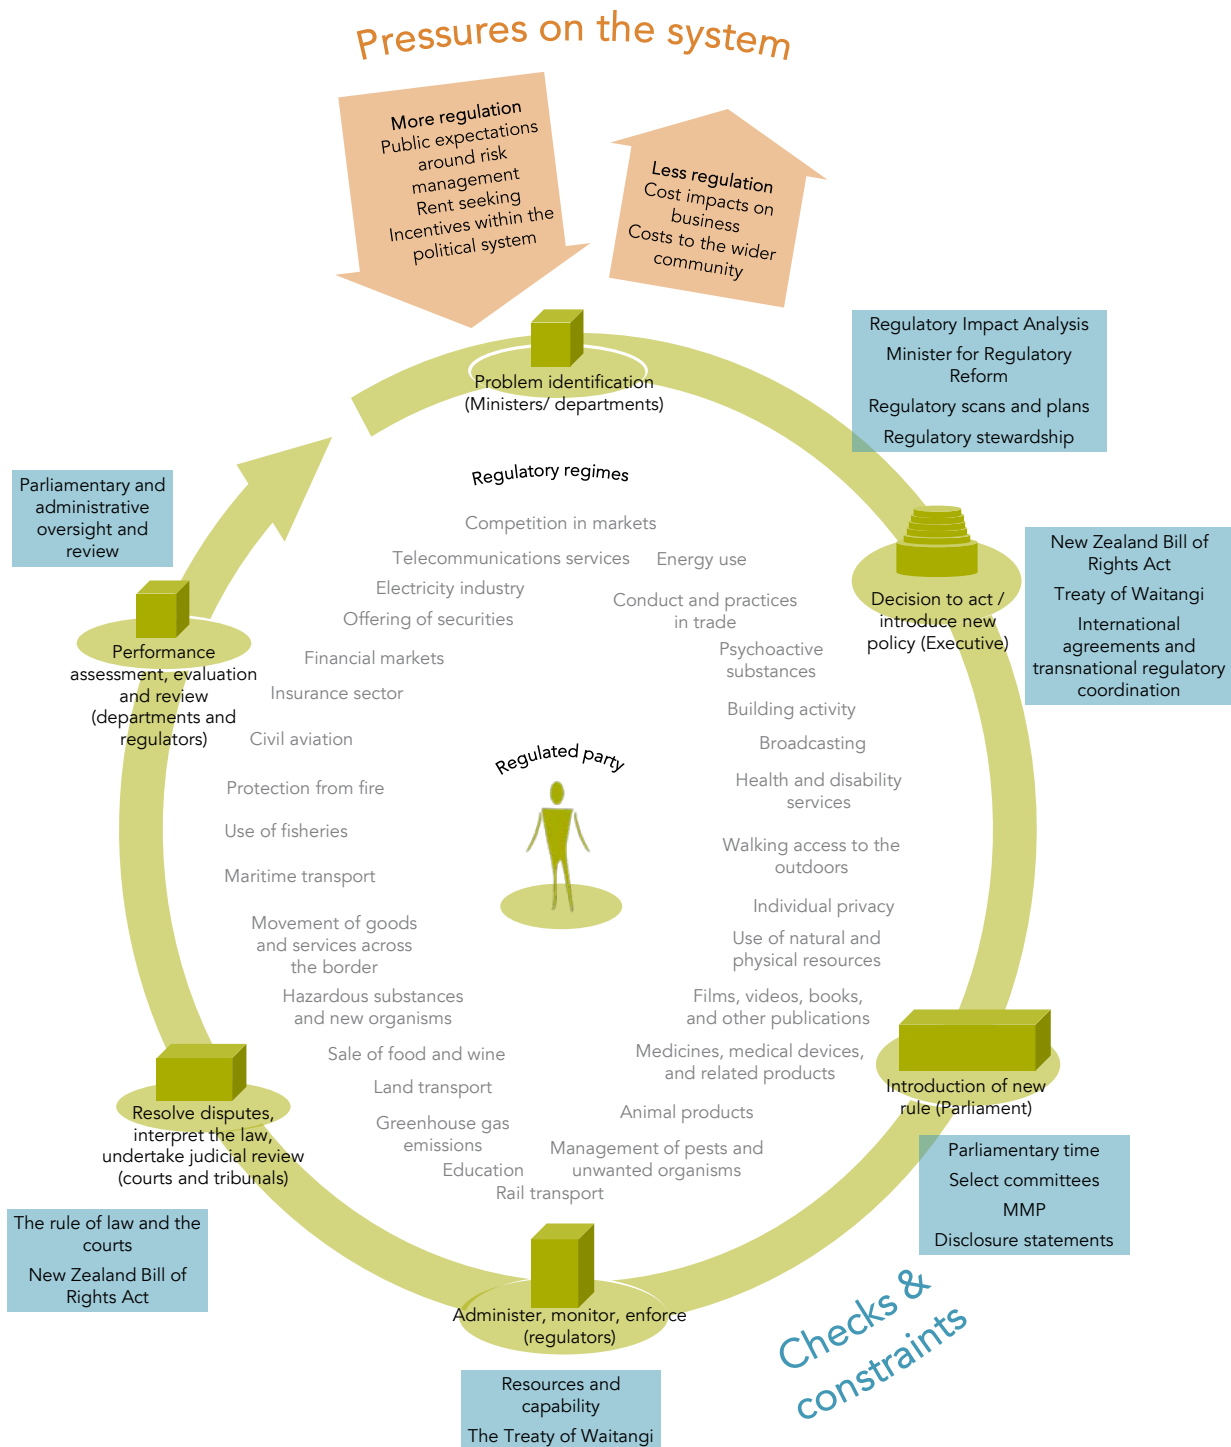 Pressures on the system
More regulation
Public expectations
around risk
management
Rent seeking
Incentives within the
political system
Less regulation
Cost impacts on
business
Costs to the wider
community
Problem identification
(Ministers/ departments)
Regulatory Impact Analysis
Minister for Regulatory
Reform
Regulatory scans and plans
Regulatory stewardship
Decision to act /
introduce new
policy (Executive)
New Zealand Bill of
Rights Act
Treaty of Waitangi
International
agreements and
transnational regulatory
coordination
Introduction of new
rule (Parliament)
Parliamentary time
Select committees
MMP
Disclosure statements
Checks &
constraints
Administer, monitor, enforce
(regulators)
Resources and
capability
The Treaty of Waitangi
Resolve disputes,
interpret the law,
undertake judicial review
(courts and tribunals)
The rule of law and the
courts
New Zealand Bill of
Rights Act
Performance
assessment, evaluation
and review
(departments and
regulators)
Parliamentary and
administrative
oversight and
review
Regulatory regimes
Competition in markets
Telecommunications services
Energy use
Electricity industry
Offering of securities
Conduct and practices
in trade
Financial markets
Psychoactive
substances
Insurance sector
Building activity
Civil aviation
Broadcasting
Regulated party
Protection from fire
Health and disability
services
Use of fisheries
Walking access to the
outdoors
Maritime transport
Individual privacy
Movement of goods
and services across
the border
Use of natural and
physical resources
Hazardous substances
and new organisms
Films, videos, books,
and other publications
Sale of food and wine
Medicines, medical devices,
and related products
Land transport
Animal products
Greenhouse gas
emissions
Management of pests and
unwanted organisms
Education
Rail transport